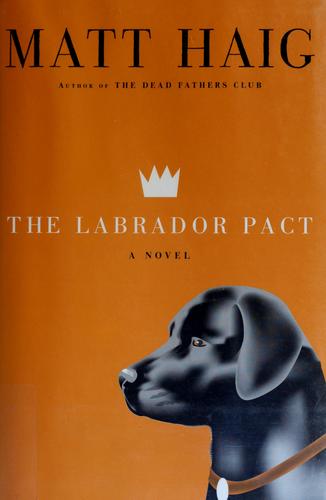 MATT HAIG
AUTHOR OF THE DEAD FATHERS CLUB
THE LABRADOR PACT
A NOVEL